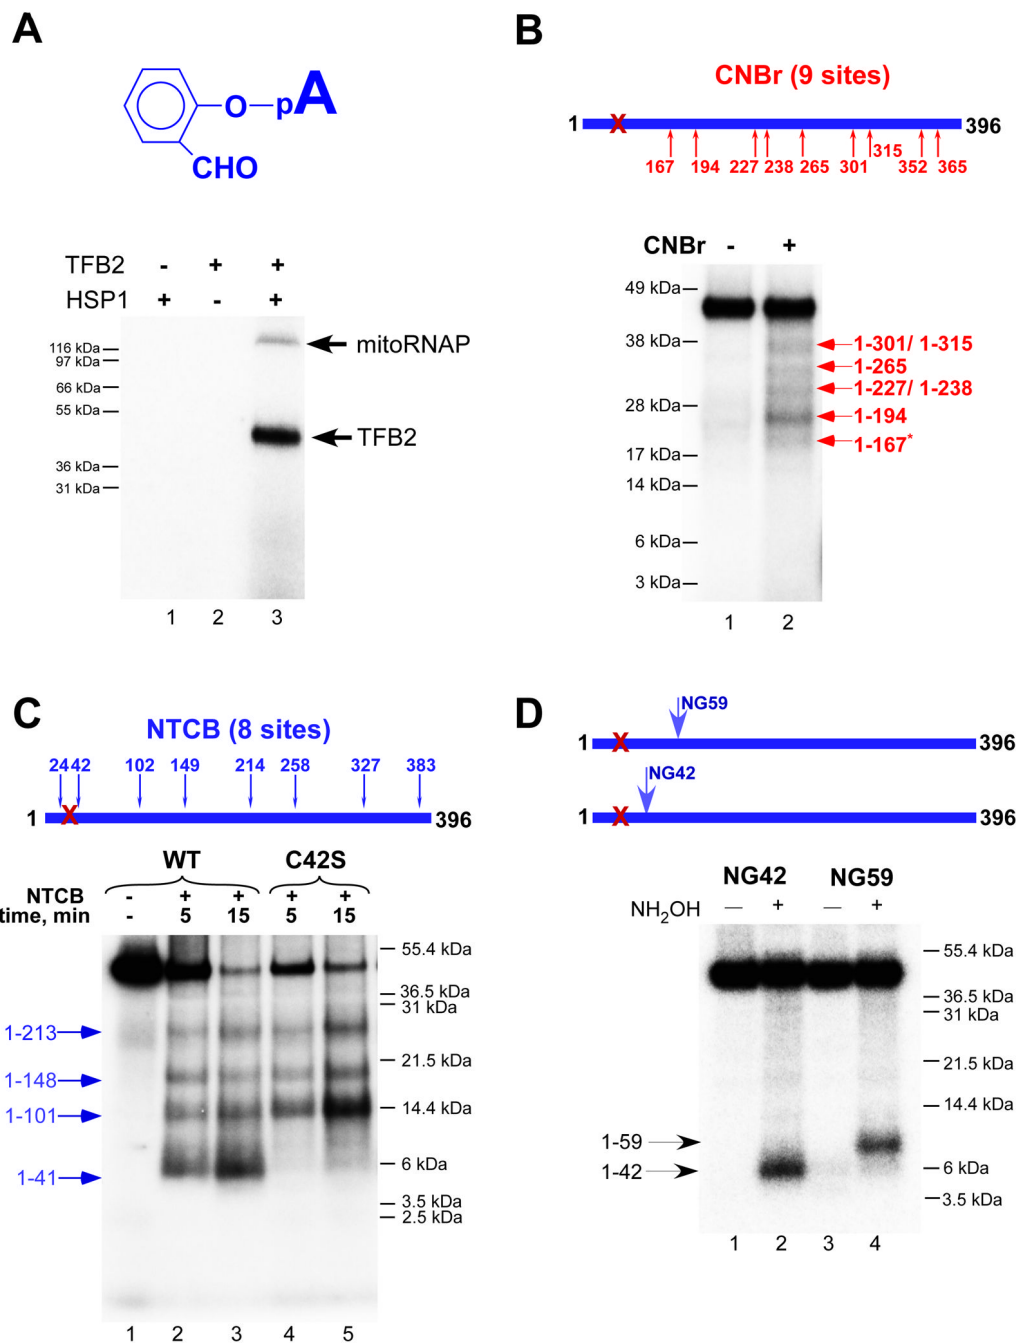 A
O
pA
CHO
TFB2 - + +
HSP1 + - +
116 kDa
97 kDa
66 kDa
55 kDa
36 kDa
31 kDa
mitoRNAP
TFB2
1 2 3
B
CNBr (9 sites)
1 X 396
167 194 227 238 265 301 315 352 365
CNBr - +
49 kDa
38 kDa
28 kDa
17 kDa
14 kDa
6 kDa
3 kDa
1-301/ 1-315
1-265
1-227/ 1-238
1-194
1-167*
1 2
C
NTCB (8 sites)
24 42 102 149 214 258 327 383
1 X 396
WT C42S
NTCB - + + + +
time, min - 5 15 5 15
1-213
1-148
1-101
1-41
55.4 kDa
36.5 kDa
31 kDa
21.5 kDa
14.4 kDa
6 kDa
3.5 kDa
2.5 kDa
1 2 3 4 5
D
NG59
1 X 396
NG42
1 X 396
NG42 NG59
NH2OH — + — +
1-59
1-42
55.4 kDa
36.5 kDa
31 kDa
21.5 kDa
14.4 kDa
6 kDa
3.5 kDa
1 2 3 4